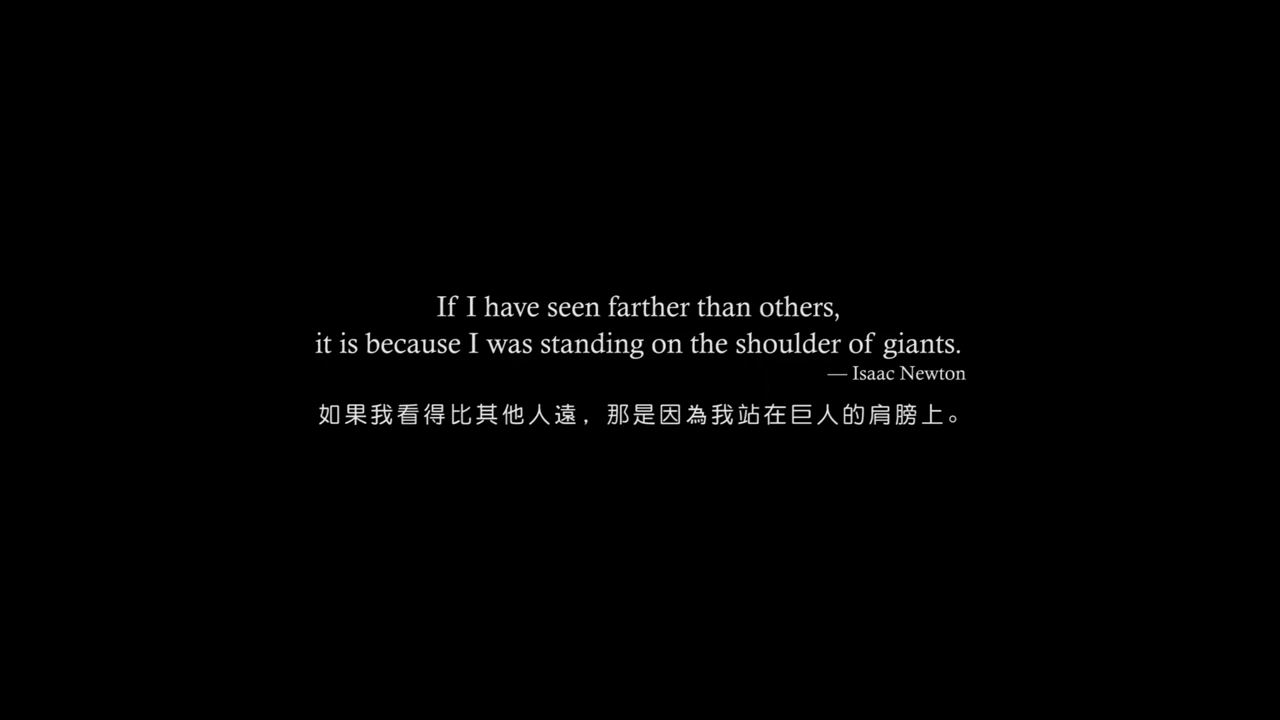 If I have seen farther than others,
it is because I was standing on the shoulder of giants.
— Isaac Newton
如果我看得比其他人遠，那是因為我站在巨人的肩膀上。